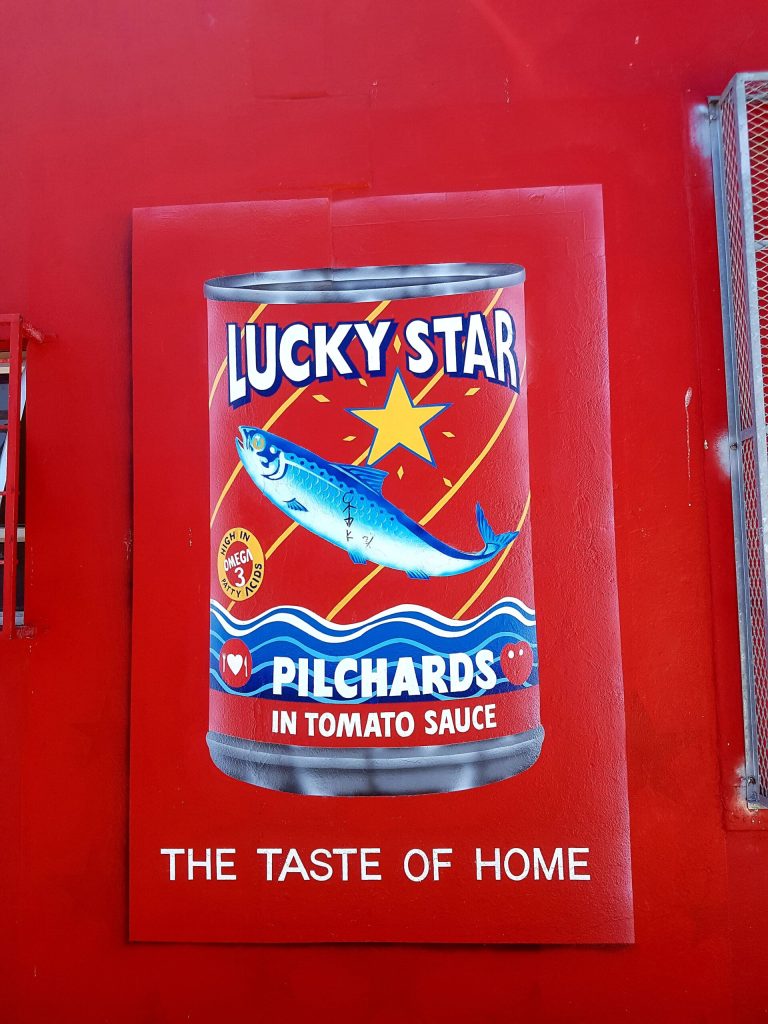 LUCKY STAR
HIGH IN
OMEGA
3
FATTY ACIDS
PILCHARDS
IN TOMATO SAUCE
THE TASTE OF HOME